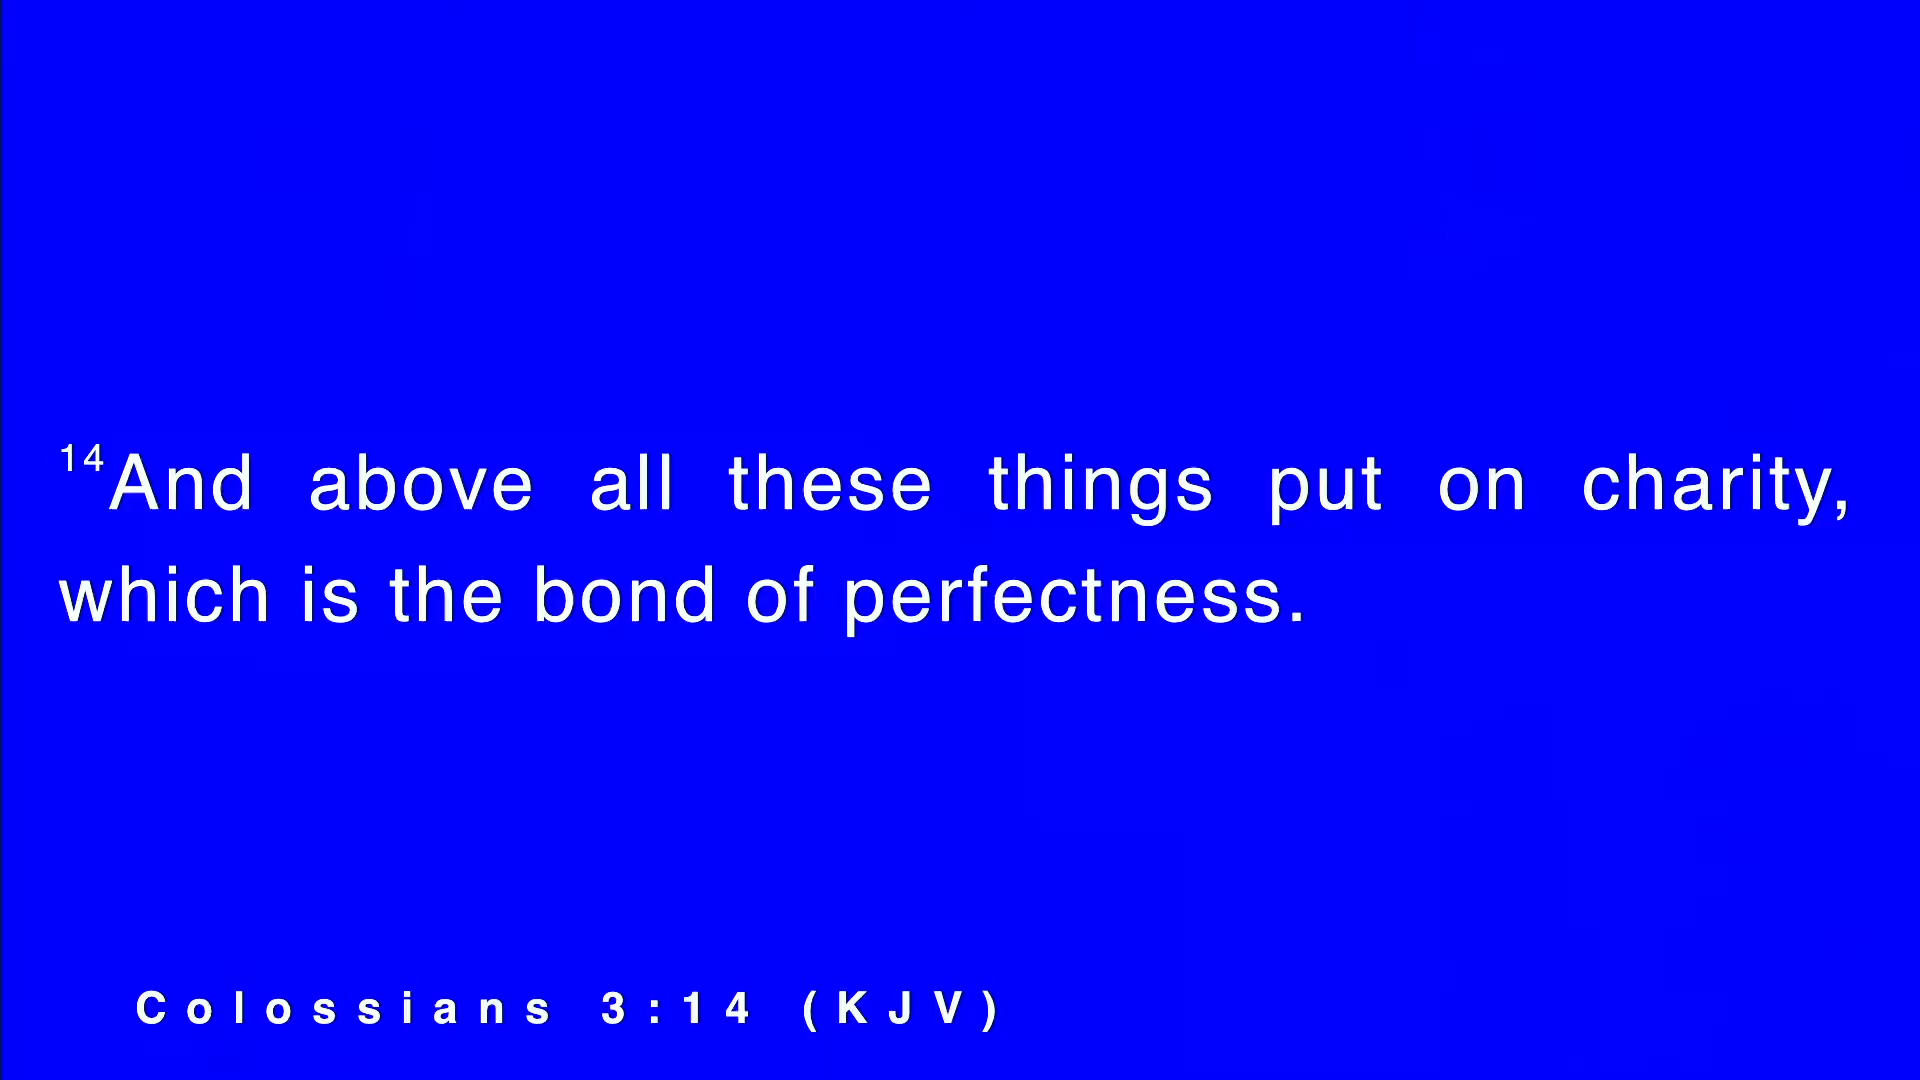 14And above all these things put on charity,
which is the bond of perfectness.
Colossians 3:14 (KJV)